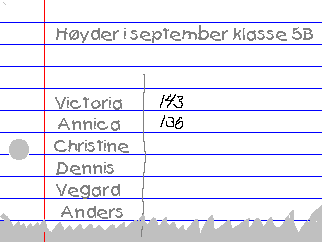 Høyder i september klasse 5B
Victoria 143
Annica 136
Christine
Dennis
Vegard
Anders